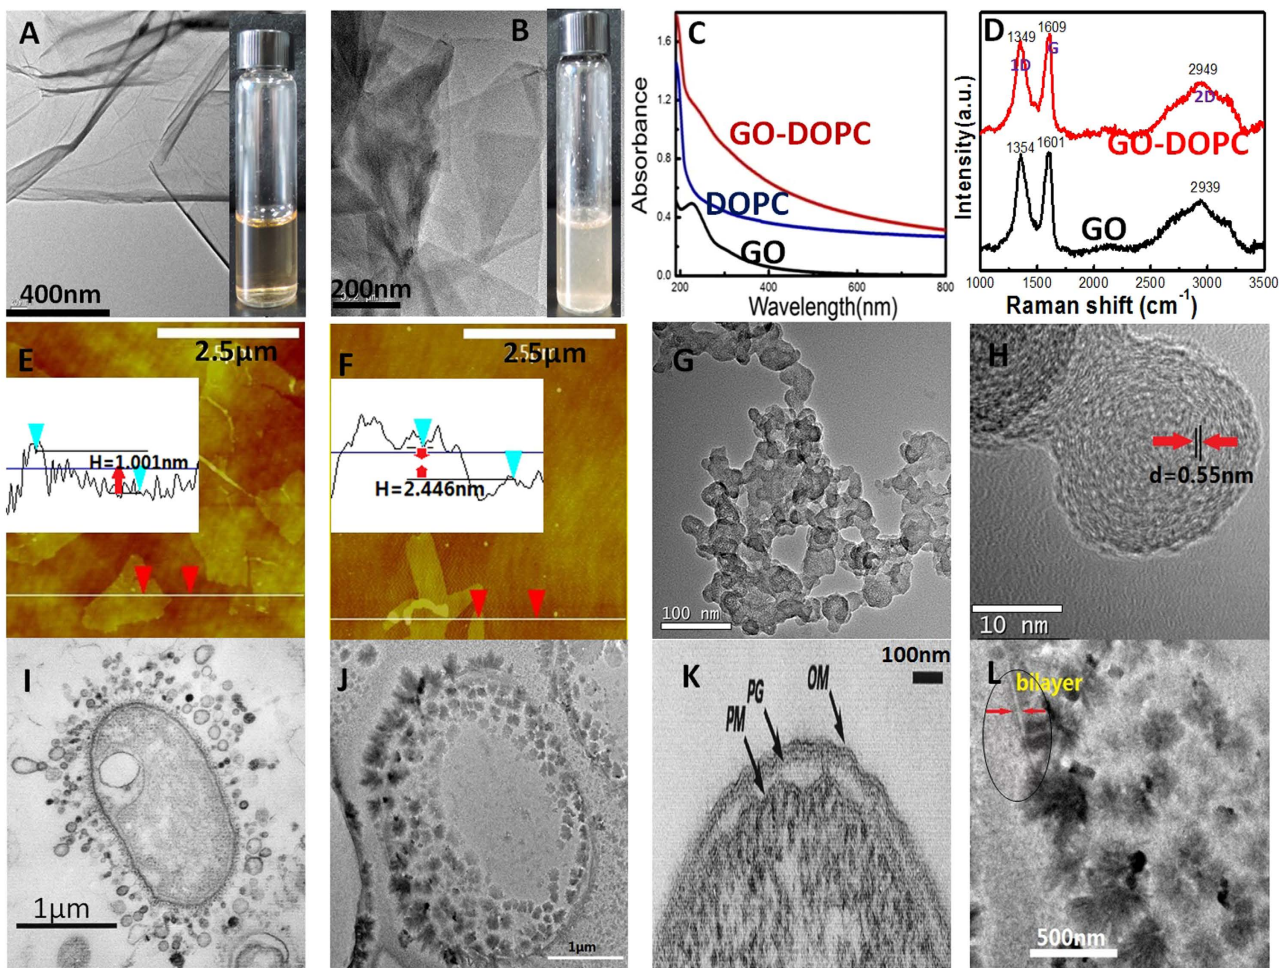 A
400nm
B
200nm
C
Absorbance
1.6
1.2
0.8
0.4
0.0
GO-DOPC
DOPC
GO
200 400 600 800
Wavelength(nm)
D
1349 1609
1D G
2949
2D
GO-DOPC
1354 1601
2939
GO
Intensity(a.u.)
1000 1500 2000 2500 3000 3500
Raman shift (cm-1)
E
2.5µm
H=1.001nm
F
2.5µm
H=2.446nm
G
100 nm
H
d=0.55nm
10 nm
I
1µm
J
1µm
K
100nm
PM
PG
OM
L
bilayer
500nm